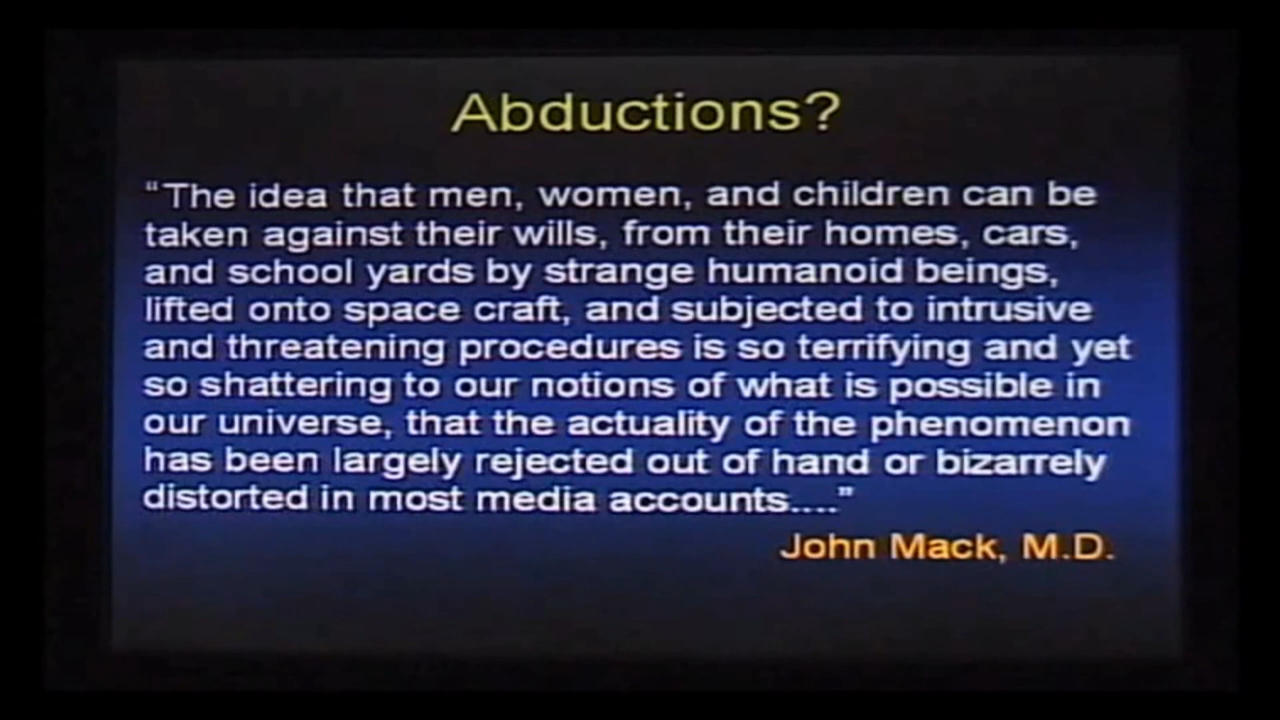 Abductions?
"The idea that men, women, and children can be
taken against their wills, from their homes, cars,
and school yards by strange humanoid beings,
lifted onto space craft, and subjected to intrusive
and threatening procedures is so terrifying and yet
so shattering to our notions of what is possible in
our universe, that the actuality of the phenomenon
has been largely rejected out of hand or bizarrely
distorted in most media accounts...."
John Mack, M.D.